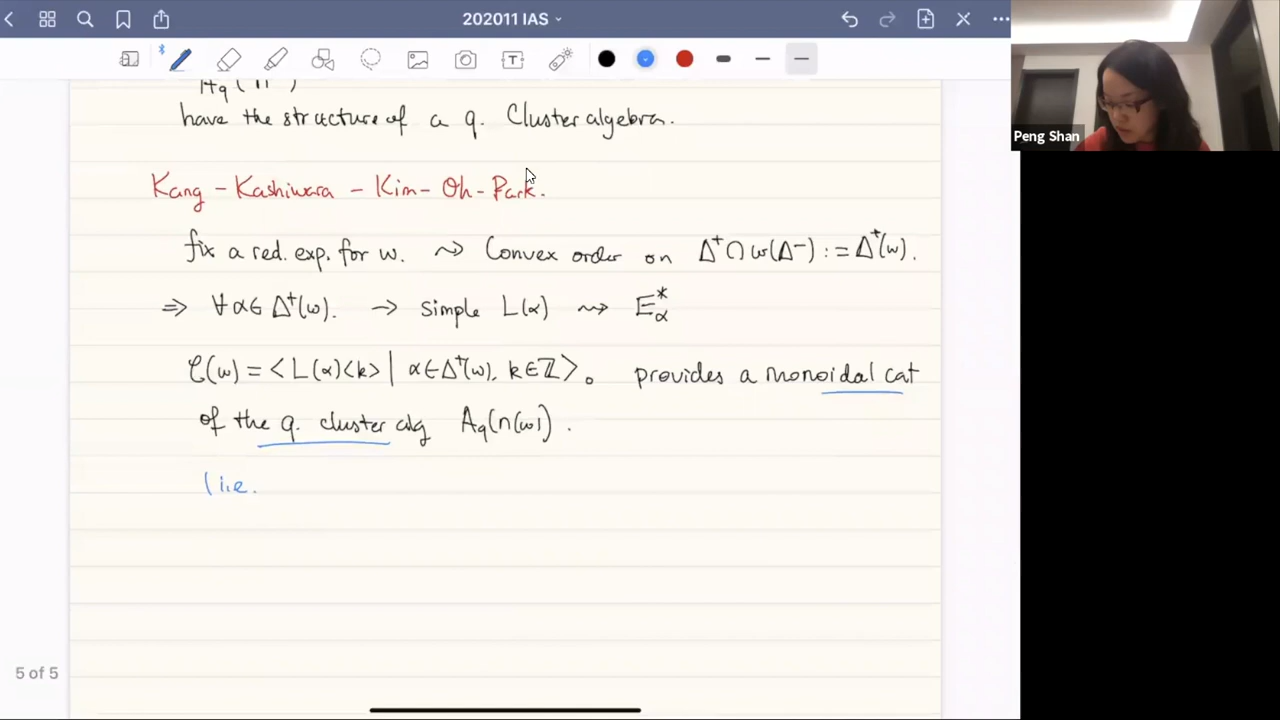 202011 IAS
Aq(n
have the structure of a q. Cluster algebra.
Kang - Kashiwara - Kim - Oh - Park.
fix a red. exp. for w. ⇝ Convex order on Δ⁺∩w(Δ⁻) := Δ⁺(w).
⇒ ∀α∈ Δ⁺(w). → simple L(α) ⇝ E*α
C(w) = < L(α)<k> | α∈Δ⁺(w), k∈ℤ >. provides a monoidal cat
of the q. cluster alg Aq(n(w)).
( i.e.
5 of 5
Peng Shan